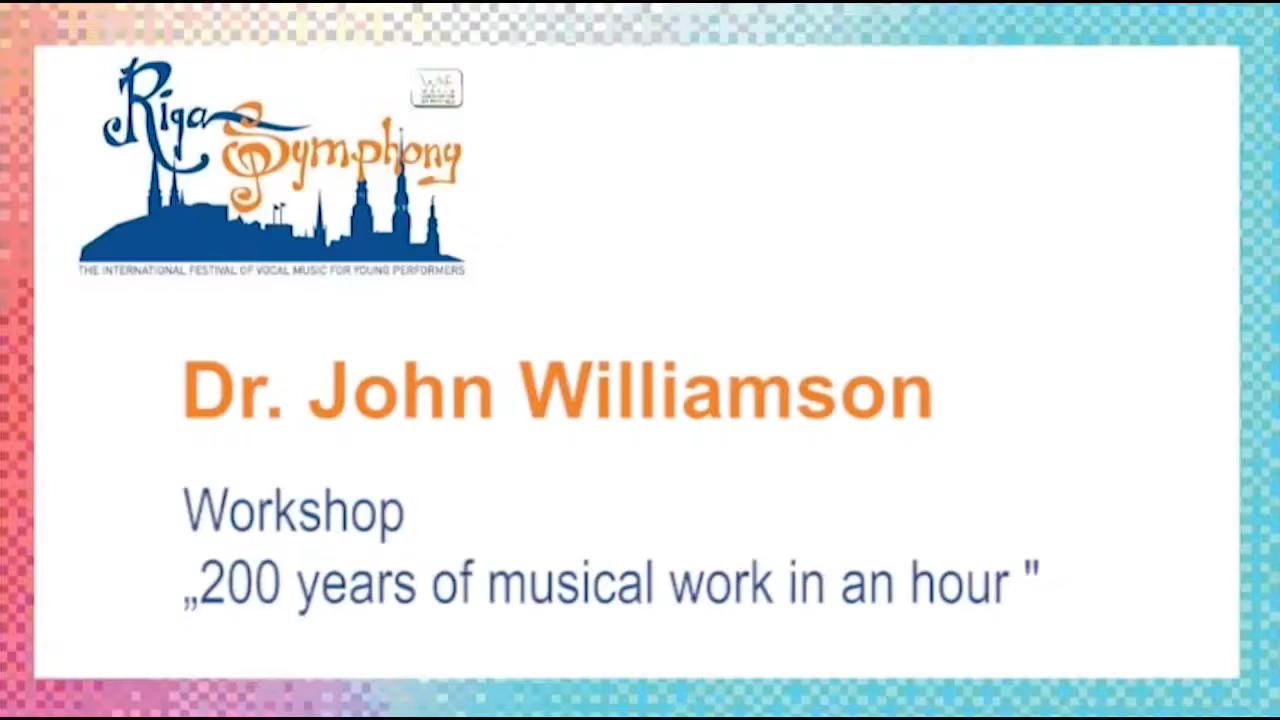 Riga
Symphony
THE INTERNATIONAL FESTIVAL OF VOCAL MUSIC FOR YOUNG PERFORMERS
Dr. John Williamson
Workshop
„200 years of musical work in an hour "